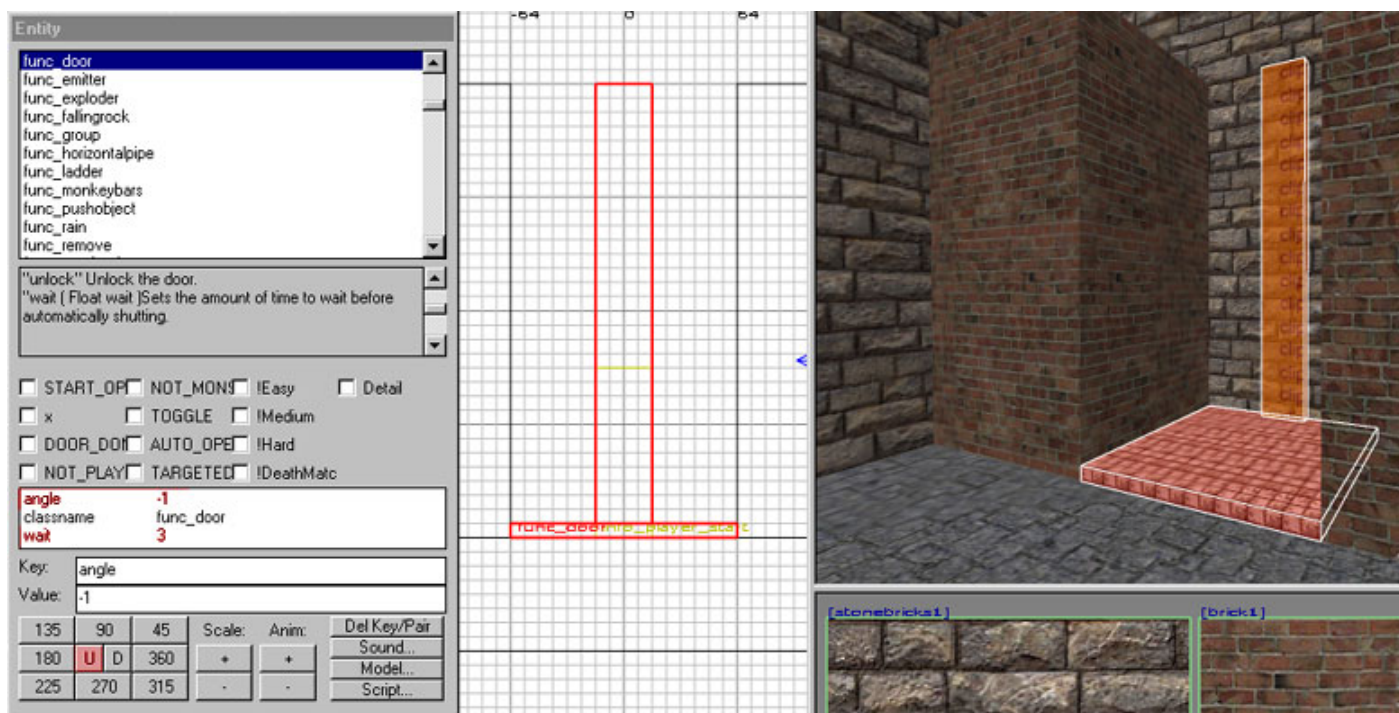 Entity
func_door
func_emitter
func_exploder
func_fallingrock
func_group
func_horizontalpipe
func_ladder
func_monkeybars
func_pushobject
func_rain
func_remove
"unlock" Unlock the door.
"wait ( Float wait )Sets the amount of time to wait before
automatically shutting.
START_OP NOT_MONS !Easy Detail
x TOGGLE !Medium
DOOR_DO AUTO_OPE !Hard
NOT_PLAY TARGETED !DeathMatc
angle -1
classname func_door
wait 3
Key: angle
Value: -1
135 90 45 Scale: Anim: Del Key/Pair
Sound...
180 U D 360 + + Model...
225 270 315 - - Script...
-64 0 64
func_door player_start
[stonebricks1] [brick1]